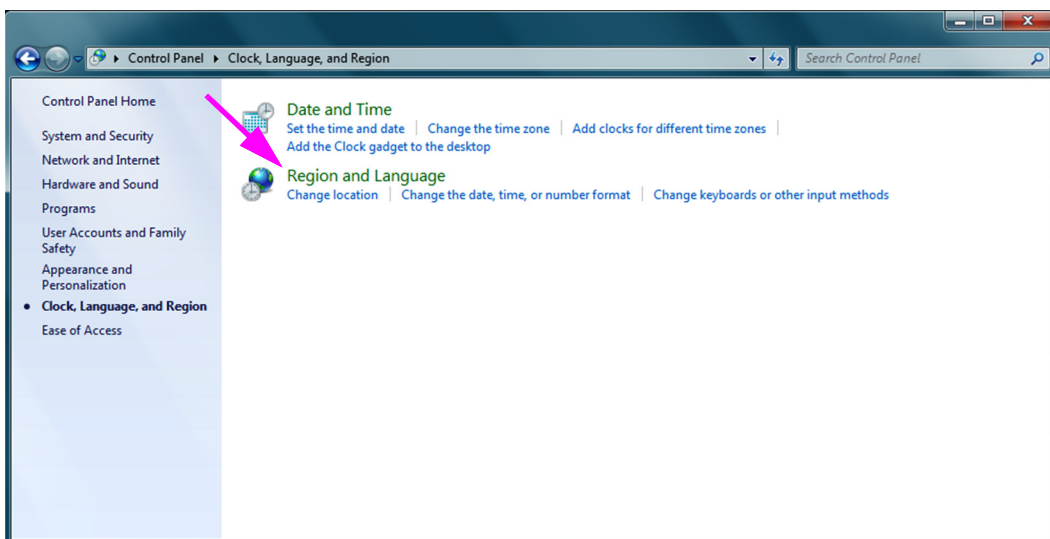 Control Panel ▸ Clock, Language, and Region
Search Control Panel
Control Panel Home
System and Security
Network and Internet
Hardware and Sound
Programs
User Accounts and Family
Safety
Appearance and
Personalization
Clock, Language, and Region
Ease of Access
Date and Time
Set the time and date | Change the time zone | Add clocks for different time zones |
Add the Clock gadget to the desktop
Region and Language
Change location | Change the date, time, or number format | Change keyboards or other input methods